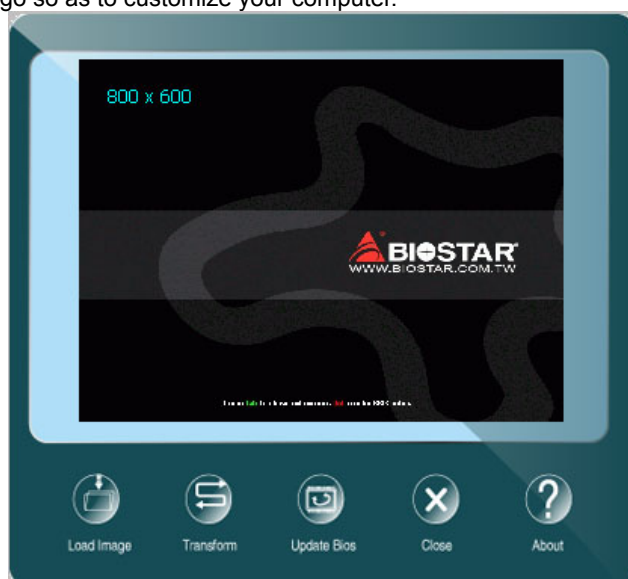 go so as to customize your computer.
800 x 600
BIOSTAR
WWW.BIOSTAR.COM.TW
Load Image Transform Update Bios Close About